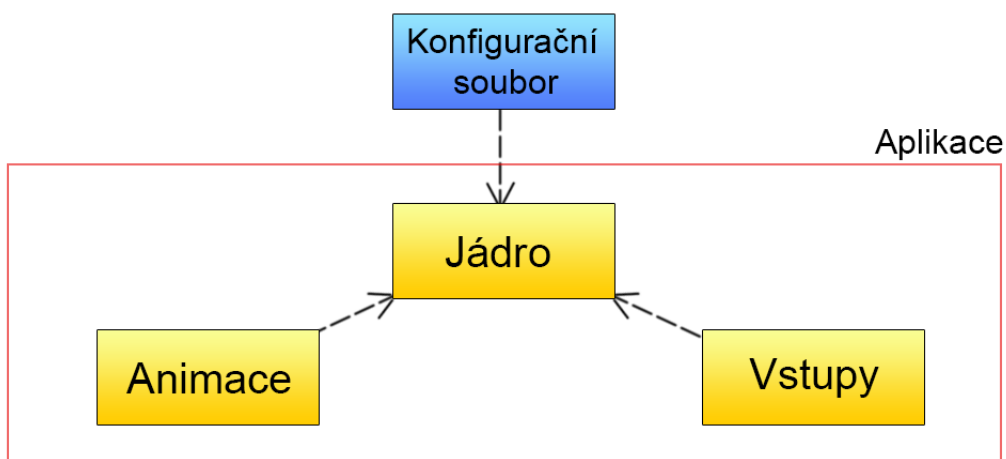 Konfigurační
soubor
Aplikace
Jádro
Animace
Vstupy